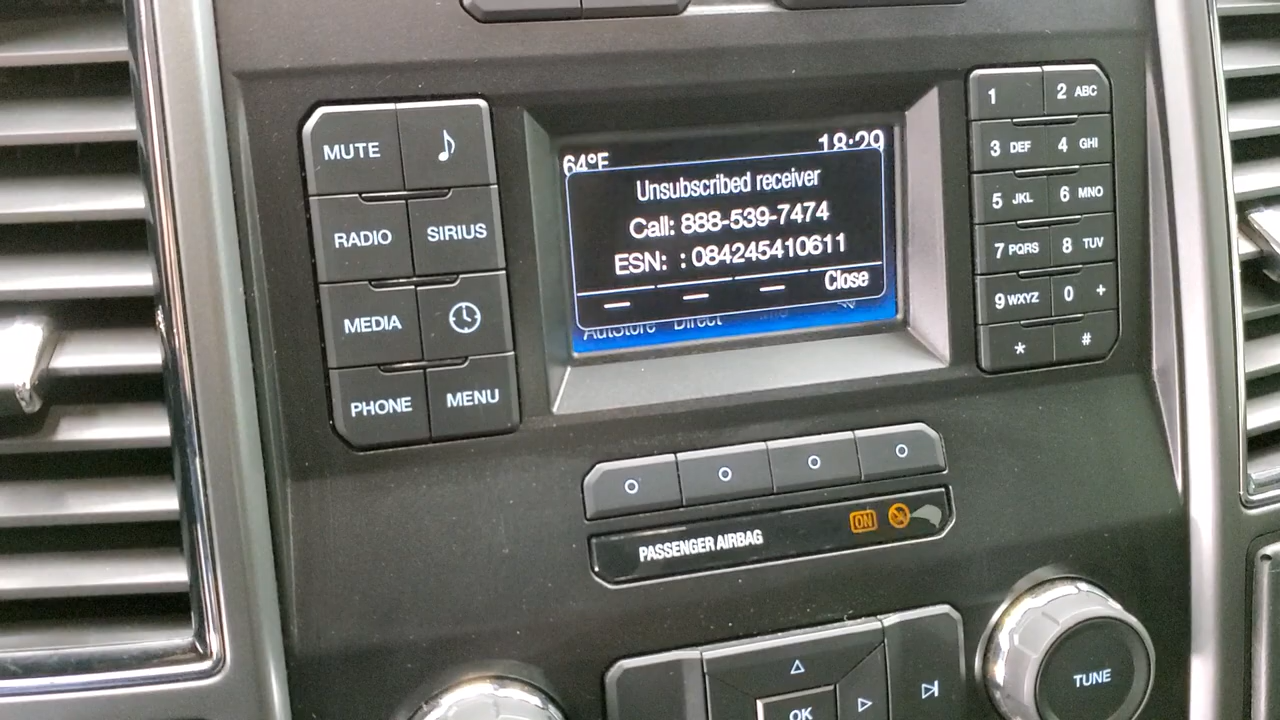 MUTE
RADIO
SIRIUS
MEDIA
PHONE
MENU
64°F
18:29
Unsubscribed receiver
Call: 888-539-7474
ESN: : 084245410611
Close
AutoStore Direct
1
2 ABC
3 DEF
4 GHI
5 JKL
6 MNO
7 PQRS
8 TUV
9 WXYZ
0 +
*
#
PASSENGER AIRBAG
ON
OK
TUNE